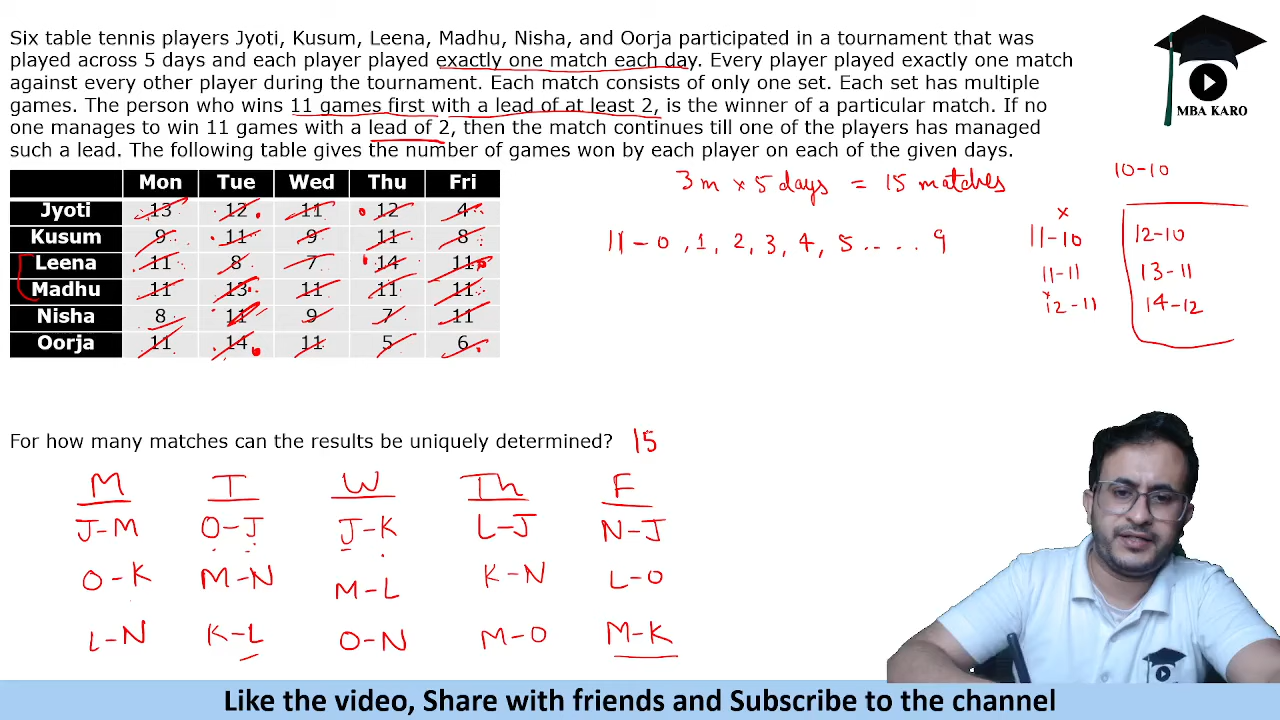 Six table tennis players Jyoti, Kusum, Leena, Madhu, Nisha, and Oorja participated in a tournament that was
played across 5 days and each player played exactly one match each day. Every player played exactly one match
against every other player during the tournament. Each match consists of only one set. Each set has multiple
games. The person who wins 11 games first with a lead of at least 2, is the winner of a particular match. If no
one manages to win 11 games with a lead of 2, then the match continues till one of the players has managed
such a lead. The following table gives the number of games won by each player on each of the given days.
MBA KARO
Mon Tue Wed Thu Fri
Jyoti 13 12 11 12 4
Kusum 9 11 9 11 8
Leena 11 8 7 14 11
Madhu 11 13 11 11 11
Nisha 8 11 9 7 11
Oorja 11 14 11 5 6
3m x 5 days = 15 matches
11 - 0, 1, 2, 3, 4, 5 . . . . . 9
10-10
x
11-10 12-10
11-11 13-11
12-11 14-12
For how many matches can the results be uniquely determined? 15
M T W Th F
J-M O-J J-K L-J N-J
O-K M-N M-L K-N L-O
L-N K-L O-N M-O M-K
Like the video, Share with friends and Subscribe to the channel